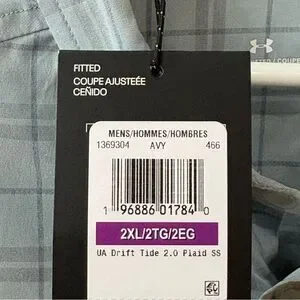 FITTED
COUPE AJUSTÉE
CEÑIDO
MENS/HOMMES/HOMBRES
1369304 AVY 466
1 96886 01784 0
2XL/2TG/2EG
UA Drift Tide 2.0 Plaid SS